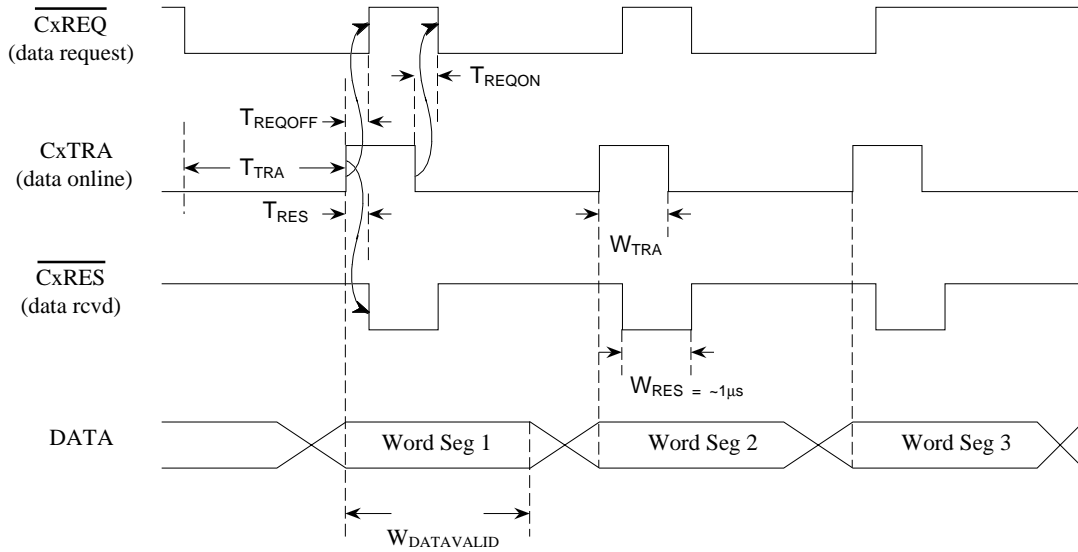 CxREQ
(data request)
TREQON
TREQOFF
CxTRA
(data online)
TTRA
TRES
WTRA
CxRES
(data rcvd)
WRES = ~1µs
DATA
Word Seg 1
Word Seg 2
Word Seg 3
WDATAVALID